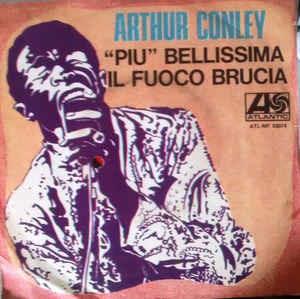 ARTHUR CONLEY
"PIU" BELLISSIMA
IL FUOCO BRUCIA
ATLANTIC